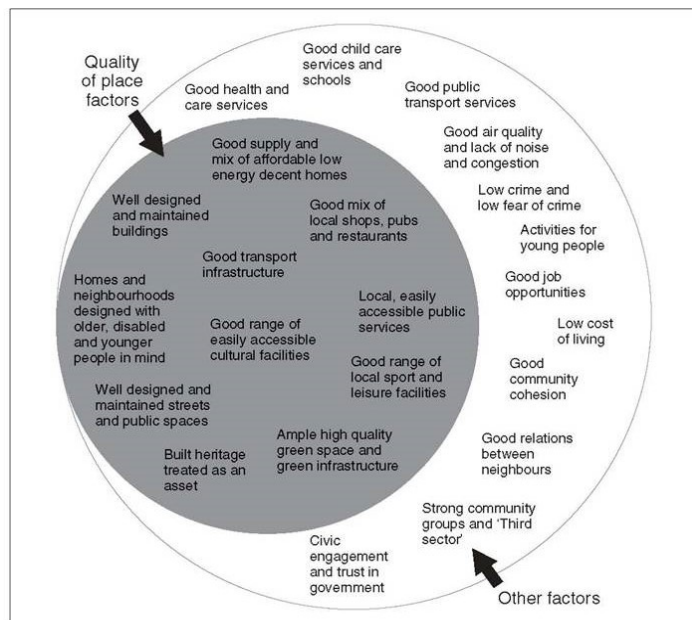 Quality
of place
factors
Good child care
services and
schools
Good health and
care services
Good public
transport services
Good air quality
and lack of noise
and congestion
Low crime and
low fear of crime
Activities for
young people
Good job
opportunities
Low cost
of living
Good
community
cohesion
Good relations
between
neighbours
Strong community
groups and ‘Third
sector’
Civic
engagement
and trust in
government
Other factors
Good supply and
mix of affordable low
energy decent homes
Well designed
and maintained
buildings
Good mix of
local shops, pubs
and restaurants
Good transport
infrastructure
Homes and
neighbourhoods
designed with
older, disabled
and younger
people in mind
Local, easily
accessible public
services
Good range of
easily accessible
cultural facilities
Good range of
local sport and
leisure facilities
Well designed and
maintained streets
and public spaces
Ample high quality
green space and
green infrastructure
Built heritage
treated as an
asset